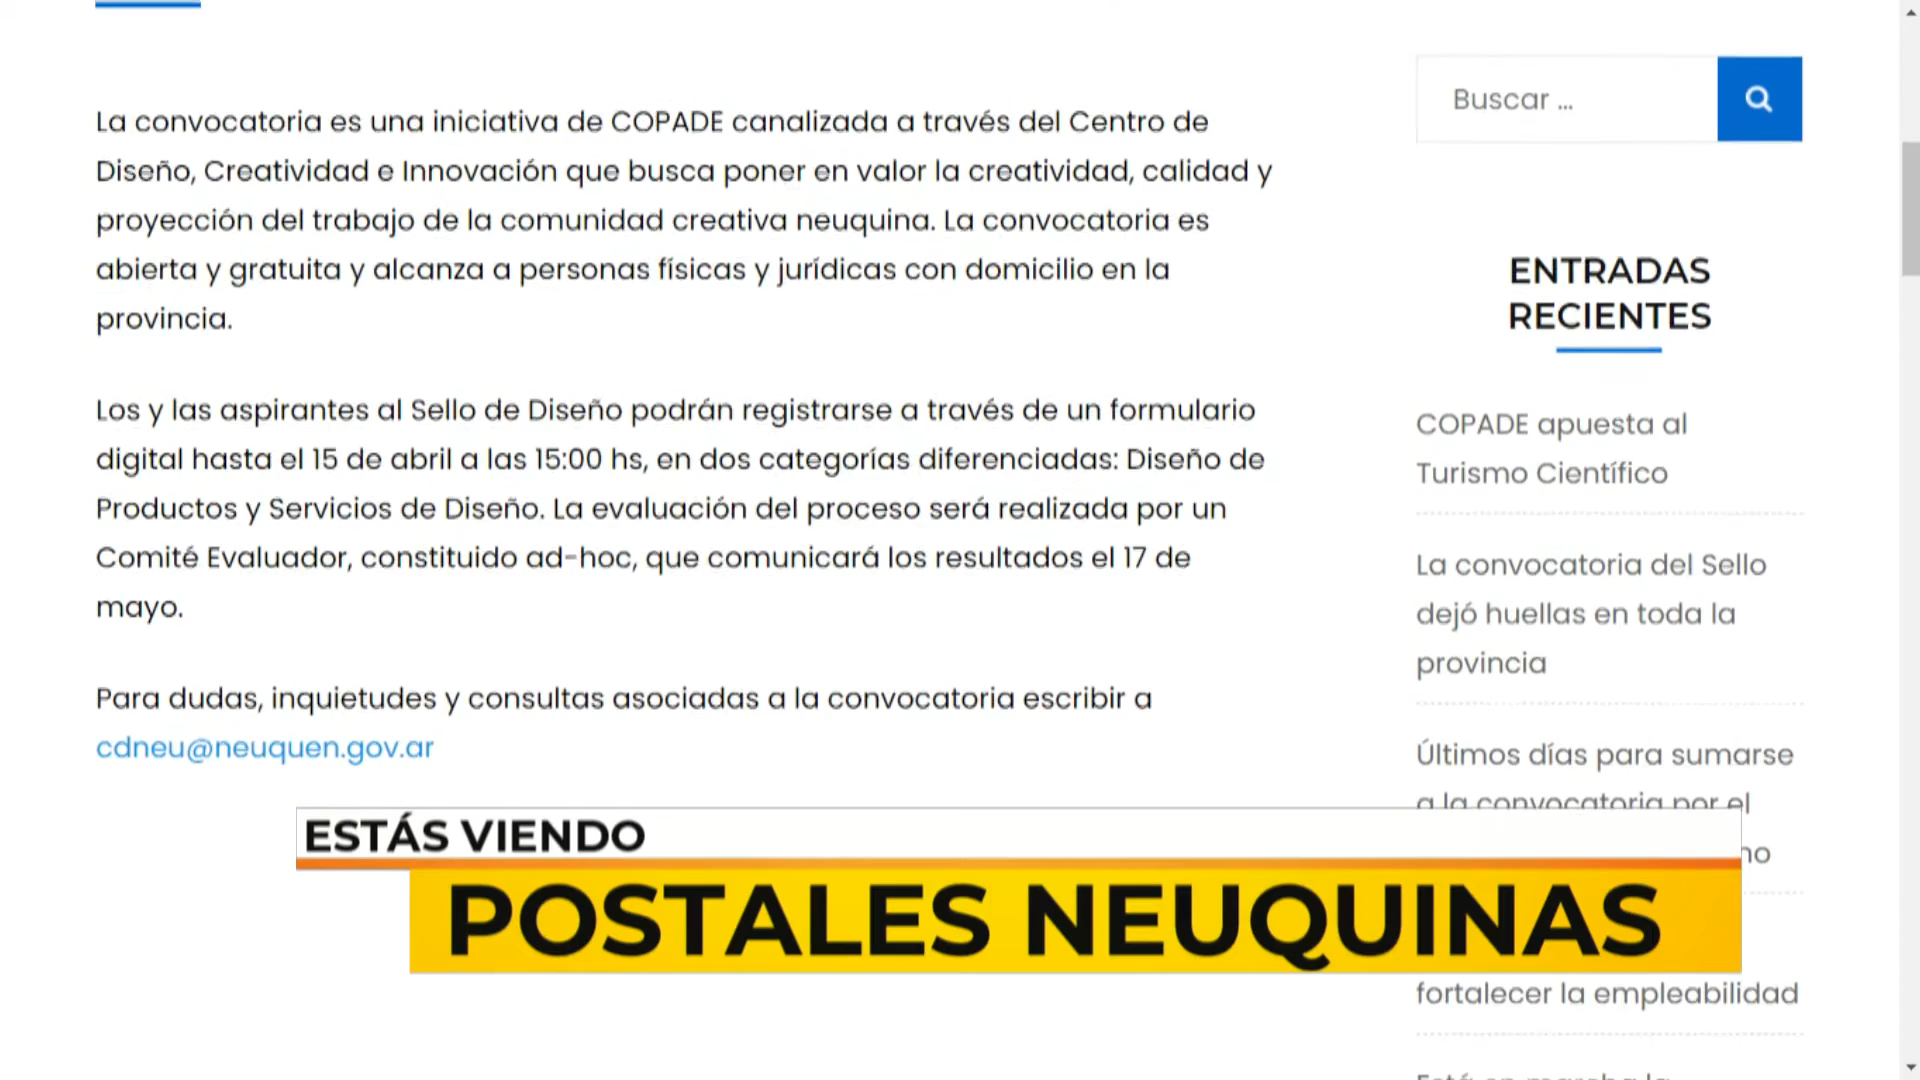 La convocatoria es una iniciativa de COPADE canalizada a través del Centro de
Diseño, Creatividad e Innovación que busca poner en valor la creatividad, calidad y
proyección del trabajo de la comunidad creativa neuquina. La convocatoria es
abierta y gratuita y alcanza a personas físicas y jurídicas con domicilio en la
provincia.
Los y las aspirantes al Sello de Diseño podrán registrarse a través de un formulario
digital hasta el 15 de abril a las 15:00 hs, en dos categorías diferenciadas: Diseño de
Productos y Servicios de Diseño. La evaluación del proceso será realizada por un
Comité Evaluador, constituido ad-hoc, que comunicará los resultados el 17 de
mayo.
Para dudas, inquietudes y consultas asociadas a la convocatoria escribir a
cdneu@neuquen.gov.ar
Buscar ...
ENTRADAS
RECIENTES
COPADE apuesta al
Turismo Científico
La convocatoria del Sello
dejó huellas en toda la
provincia
Últimos días para sumarse
a la convocatoria por el
fortalecer la empleabilidad
ESTÁS VIENDO
POSTALES NEUQUINAS